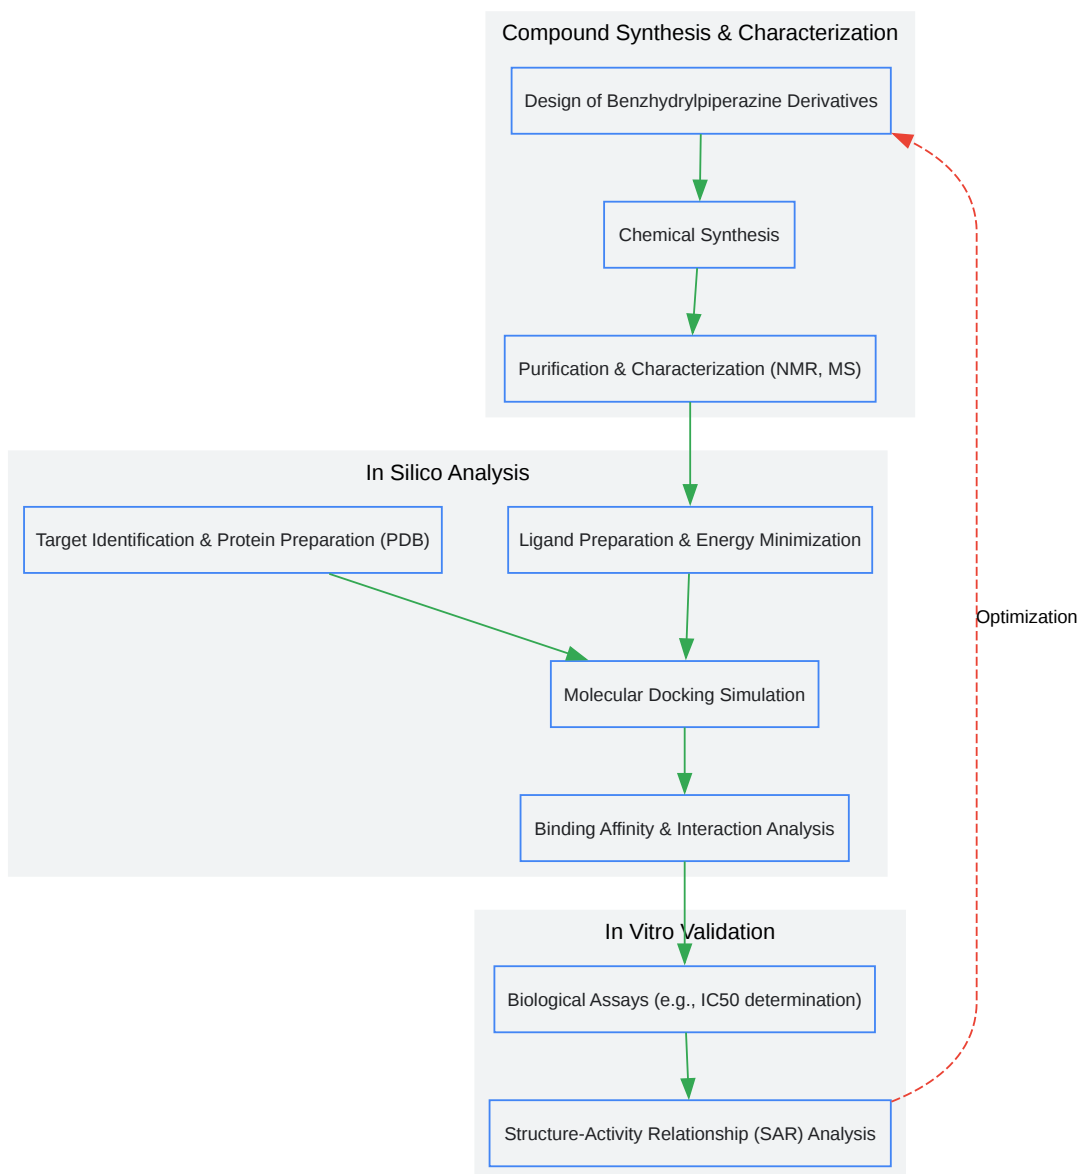 Compound Synthesis & Characterization
Design of Benzhydrylpiperazine Derivatives
Chemical Synthesis
Purification & Characterization (NMR, MS)
In Silico Analysis
Target Identification & Protein Preparation (PDB)
Ligand Preparation & Energy Minimization
Optimization
Molecular Docking Simulation
Binding Affinity & Interaction Analysis
In Vitro Validation
Biological Assays (e.g., IC50 determination)
Structure-Activity Relationship (SAR) Analysis